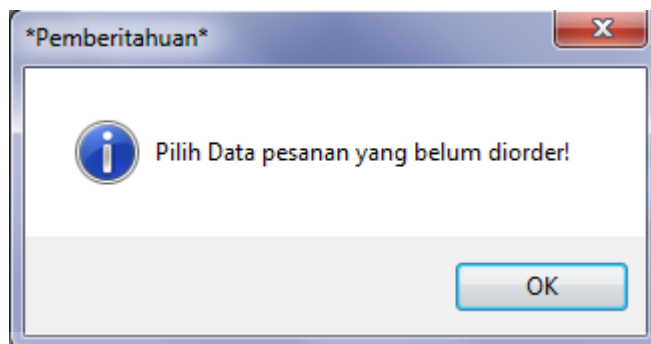 *Pemberitahuan*
Pilih Data pesanan yang belum diorder!
OK